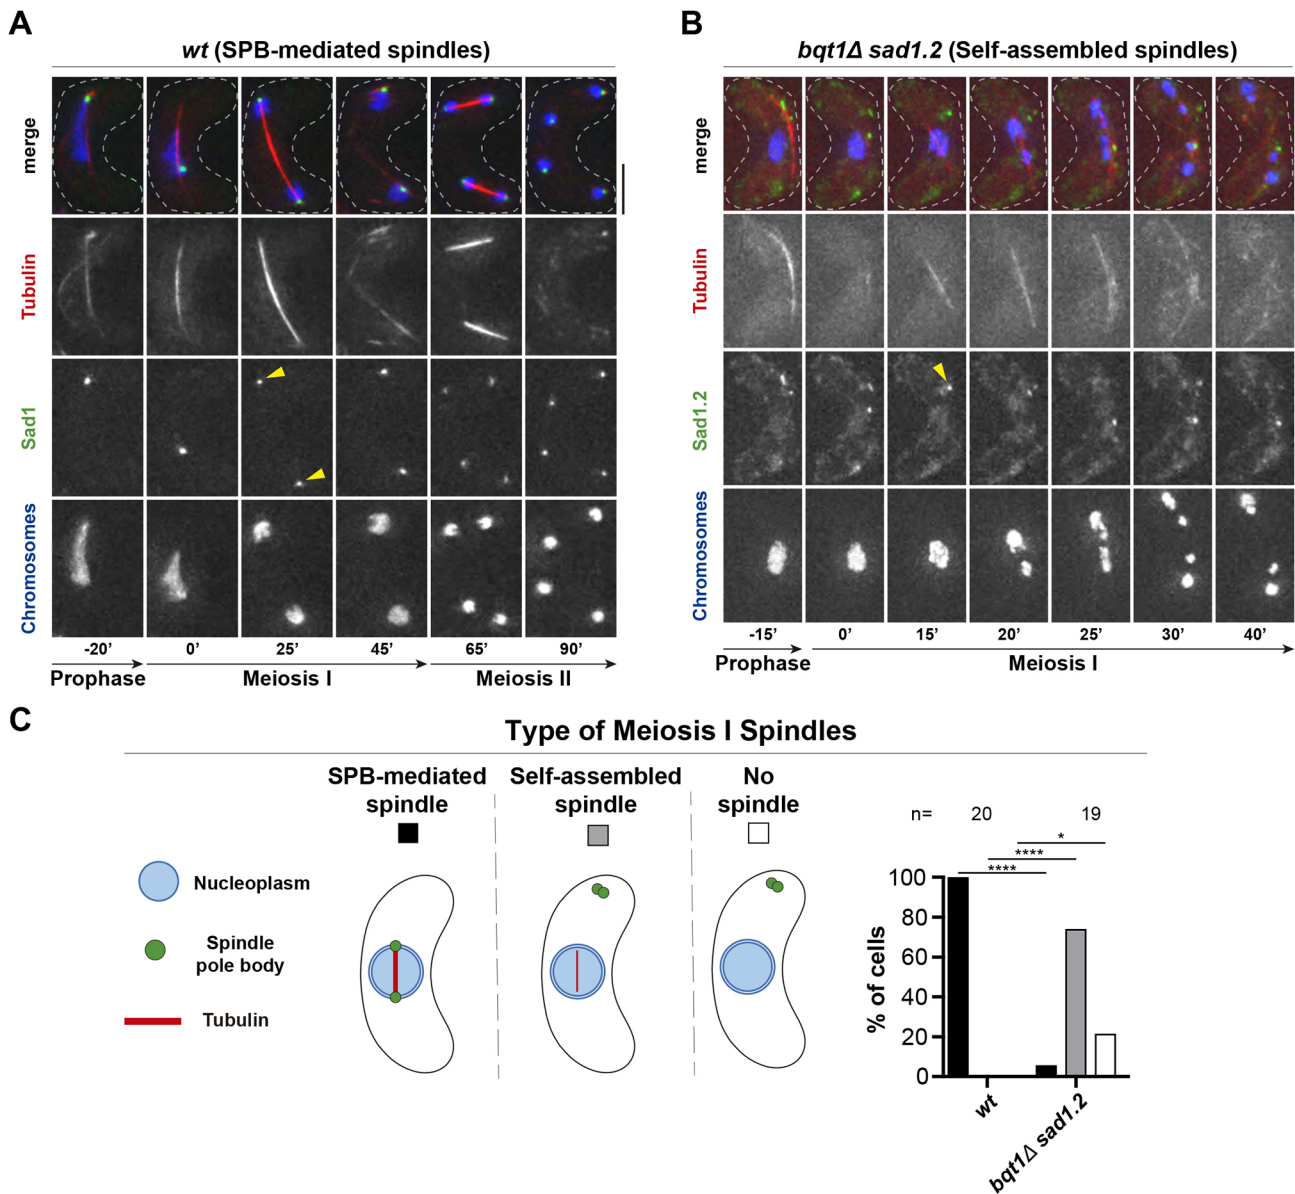 A
wt (SPB-mediated spindles)
merge
Tubulin
Sad1
Chromosomes
-20’ 0’ 25’ 45’ 65’ 90’
Prophase Meiosis I Meiosis II
B
bqt1Δ sad1.2 (Self-assembled spindles)
merge
Tubulin
Sad1.2
Chromosomes
-15’ 0’ 15’ 20’ 25’ 30’ 40’
Prophase Meiosis I
C
Type of Meiosis I Spindles
SPB-mediated
spindle
Self-assembled
spindle
No
spindle
Nucleoplasm
Spindle
pole body
Tubulin
n= 20 19
*
****
****
100
80
60
40
20
0
% of cells
wt
bqt1Δ sad1.2